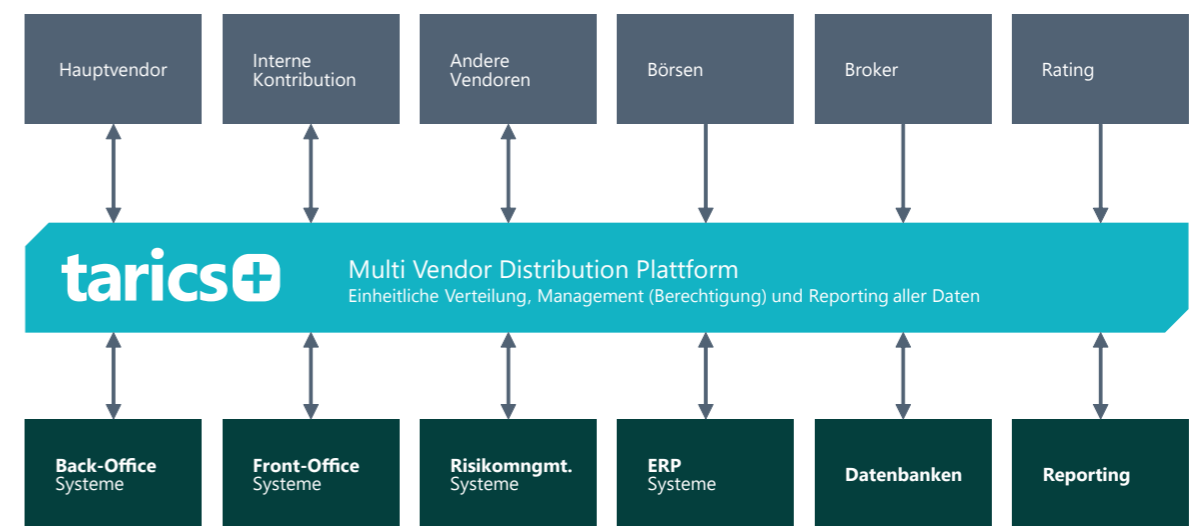 Hauptvendor
Interne
Kontribution
Andere
Vendoren
Börsen
Broker
Rating
tarics+
Multi Vendor Distribution Plattform
Einheitliche Verteilung, Management (Berechtigung) und Reporting aller Daten
Back-Office
Systeme
Front-Office
Systeme
Risikomngmt.
Systeme
ERP
Systeme
Datenbanken
Reporting